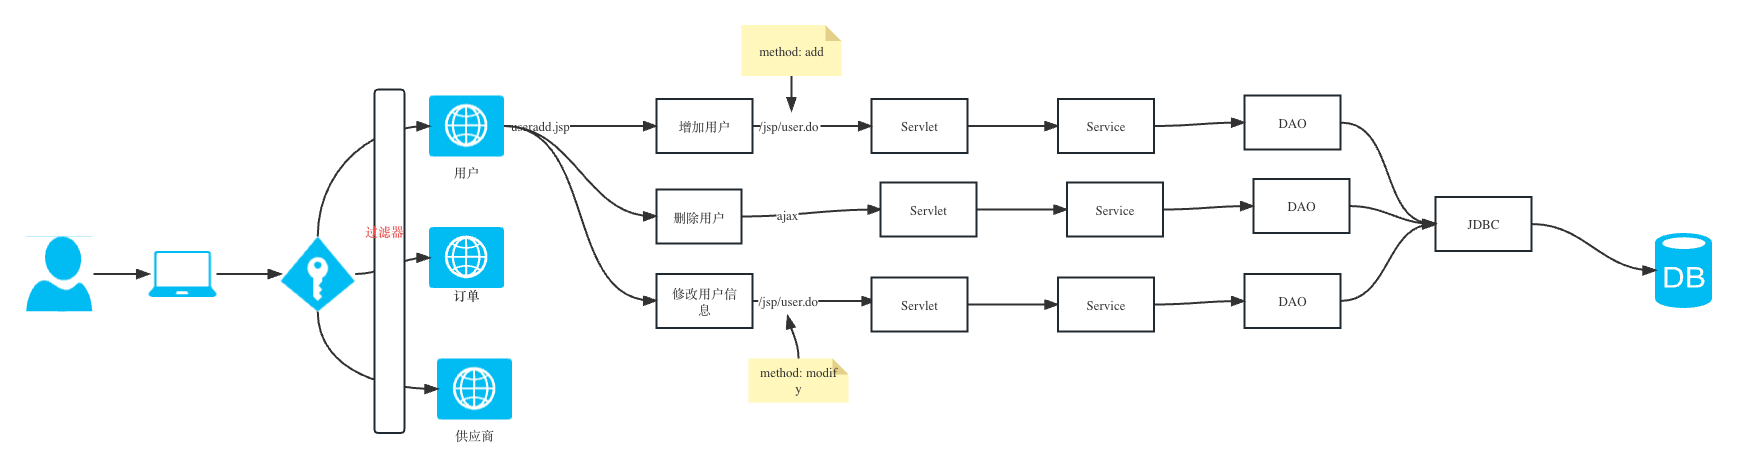 method: add
useradd.jsp
增加用户
/jsp/user.do
Servlet
Service
DAO
用户
删除用户
ajax
Servlet
Service
DAO
JDBC
过滤器
订单
DB
修改用户信
息
/jsp/user.do
Servlet
Service
DAO
method: modif
y
供应商